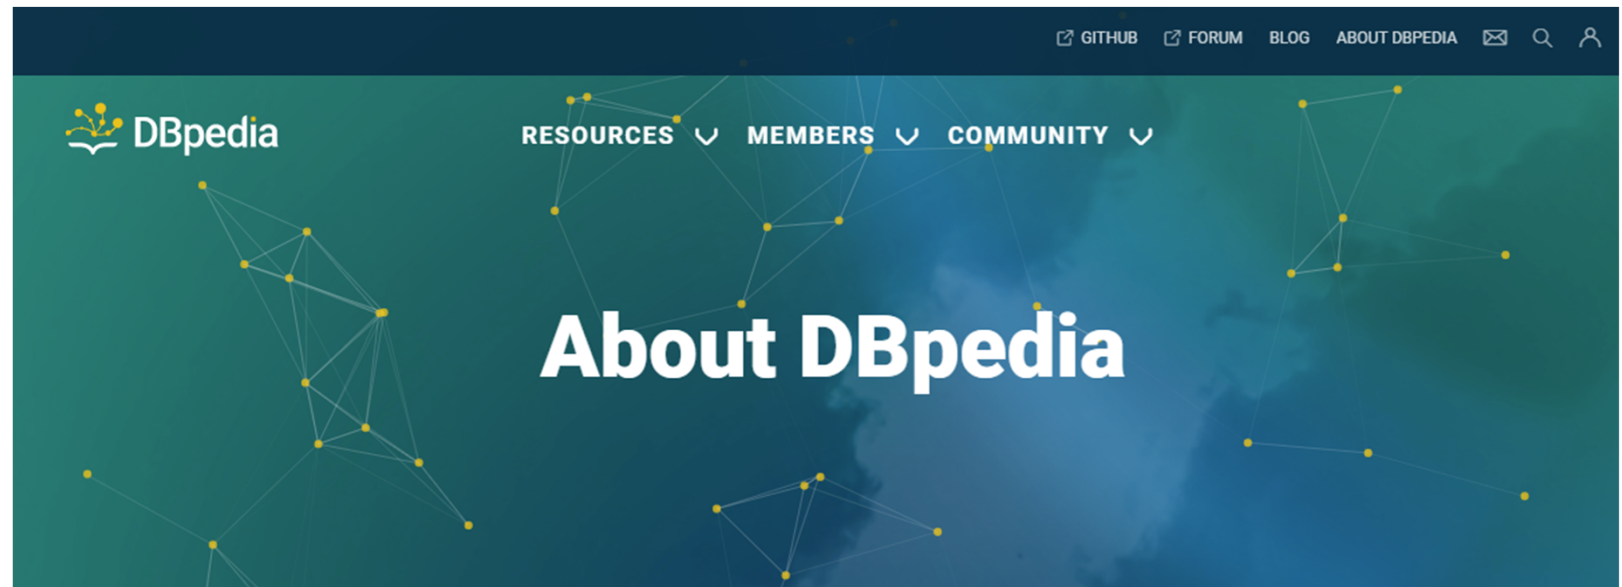 GITHUB FORUM BLOG ABOUT DBPEDIA
DBpedia RESOURCES MEMBERS COMMUNITY
About DBpedia